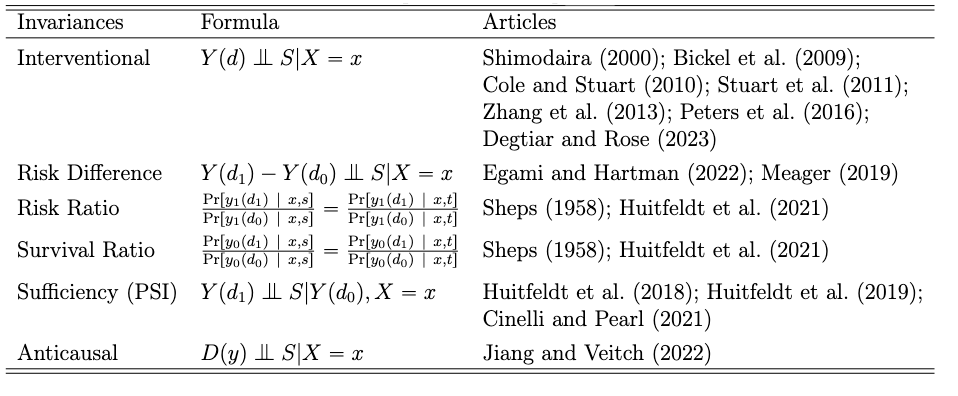 Invariances Formula Articles
Interventional Y(d) ⫫ S|X = x Shimodaira (2000); Bickel et al. (2009);
Cole and Stuart (2010); Stuart et al. (2011);
Zhang et al. (2013); Peters et al. (2016);
Degtiar and Rose (2023)
Risk Difference Y(d₁) − Y(d₀) ⫫ S|X = x Egami and Hartman (2022); Meager (2019)
Risk Ratio Pr[y₁(d₁) | x,s] / Pr[y₁(d₀) | x,s] = Pr[y₁(d₁) | x,t] / Pr[y₁(d₀) | x,t] Sheps (1958); Huitfeldt et al. (2021)
Survival Ratio Pr[y₀(d₁) | x,s] / Pr[y₀(d₀) | x,s] = Pr[y₀(d₁) | x,t] / Pr[y₀(d₀) | x,t] Sheps (1958); Huitfeldt et al. (2021)
Sufficiency (PSI) Y(d₁) ⫫ S|Y(d₀), X = x Huitfeldt et al. (2018); Huitfeldt et al. (2019);
Cinelli and Pearl (2021)
Anticausal D(y) ⫫ S|X = x Jiang and Veitch (2022)